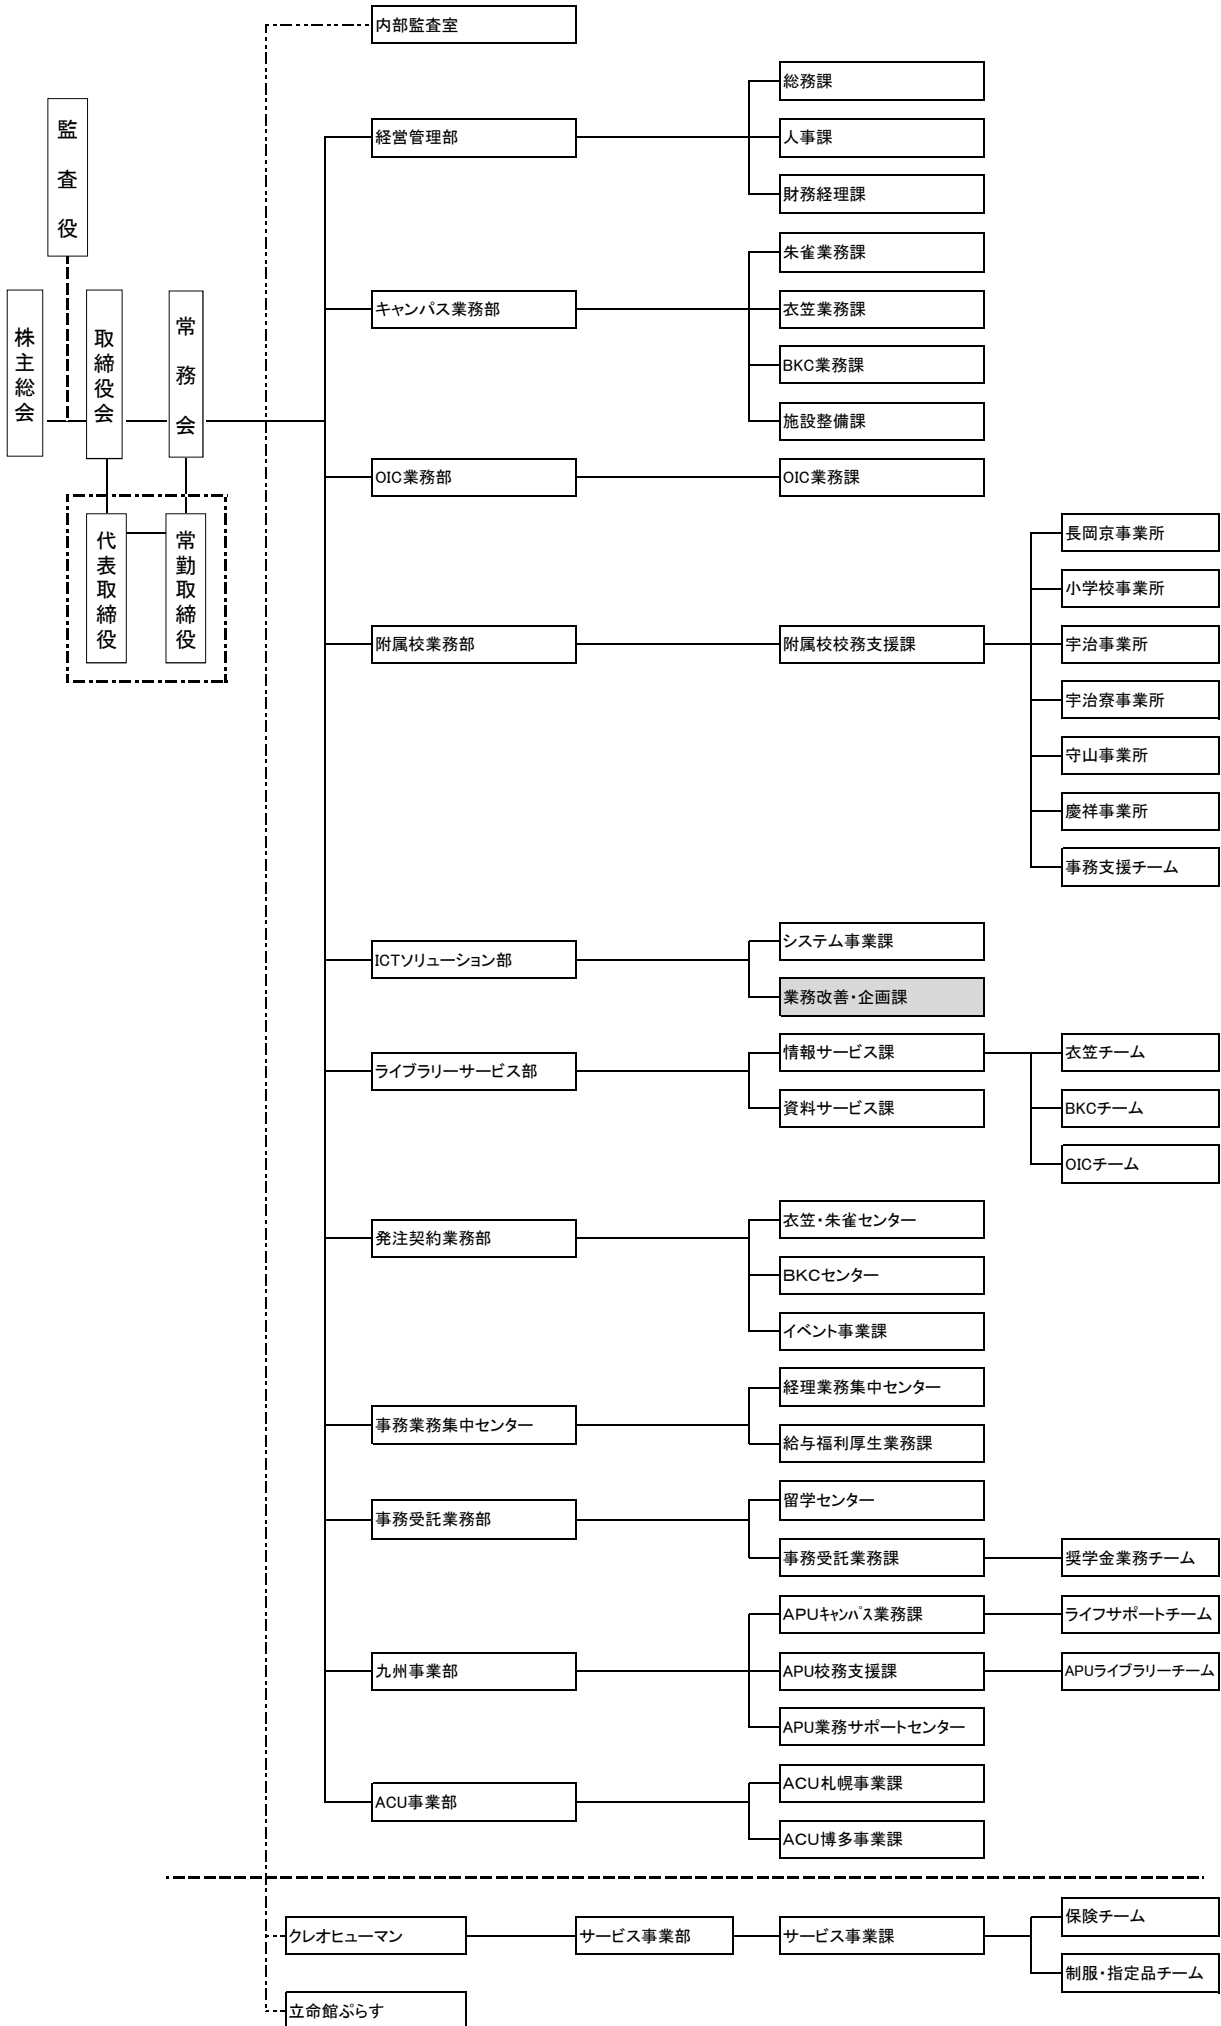 内部監査室
総務課
監査役
経営管理部
人事課
財務経理課
朱雀業務課
株主総会
取締役会
常務会
キャンパス業務部
衣笠業務課
BKC業務課
施設整備課
OIC業務部
OIC業務課
代表取締役
常勤取締役
長岡京事業所
小学校事業所
附属校業務部
附属校校務支援課
宇治事業所
宇治寮事業所
守山事業所
慶祥事業所
事務支援チーム
ICTソリューション部
システム事業課
業務改善・企画課
ライブラリーサービス部
情報サービス課
衣笠チーム
資料サービス課
BKCチーム
OICチーム
発注契約業務部
衣笠・朱雀センター
BKCセンター
イベント事業課
事務業務集中センター
経理業務集中センター
給与福利厚生業務課
事務受託業務部
留学センター
事務受託業務課
奨学金業務チーム
九州事業部
APUキャンパス業務課
ライフサポートチーム
APU校務支援課
APUライブラリーチーム
APU業務サポートセンター
ACU事業部
ACU札幌事業課
ACU博多事業課
クレオヒューマン
サービス事業部
サービス事業課
保険チーム
制服・指定品チーム
立命館ぷらす